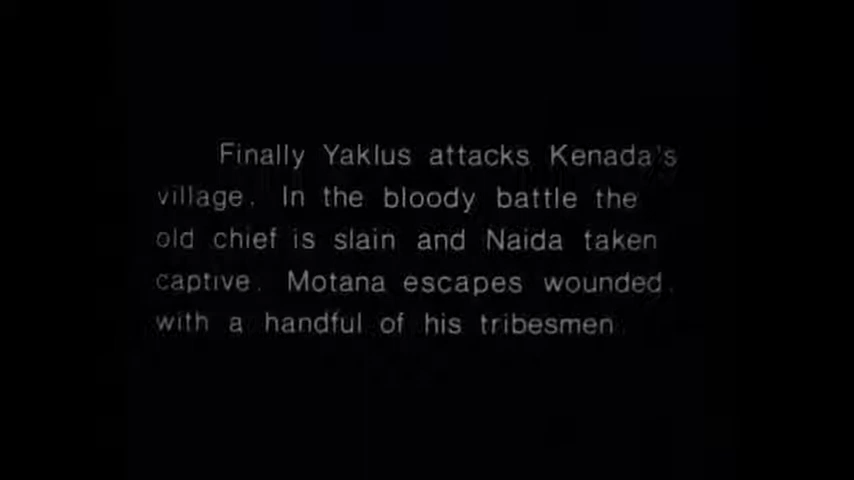 Finally Yaklus attacks Kenada's
village. In the bloody battle the
old chief is slain and Naida taken
captive. Motana escapes wounded,
with a handful of his tribesmen.